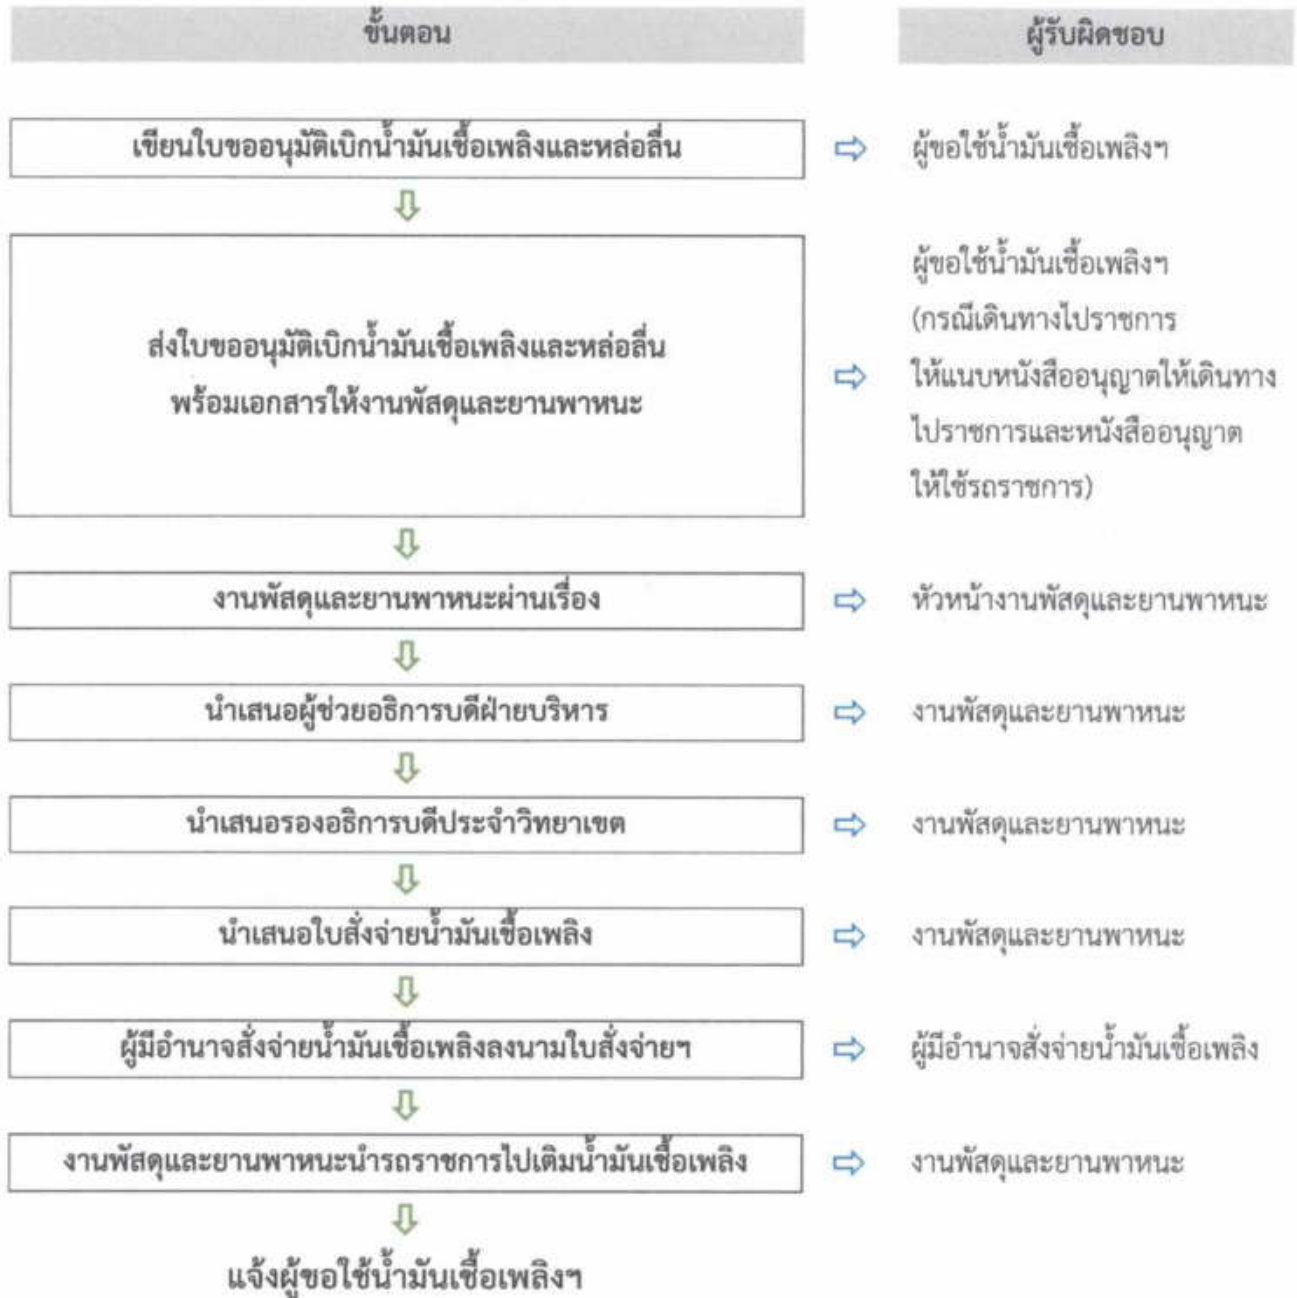 ขั้นตอน
ผู้รับผิดชอบ
เขียนใบขออนุมัติเบิกน้ำมันเชื้อเพลิงและหล่อลื่น
ผู้ขอใช้น้ำมันเชื้อเพลิงฯ
ส่งใบขออนุมัติเบิกน้ำมันเชื้อเพลิงและหล่อลื่น
พร้อมเอกสารให้งานพัสดุและยานพาหนะ
ผู้ขอใช้น้ำมันเชื้อเพลิงฯ
(กรณีเดินทางไปราชการ
ให้แนบหนังสืออนุญาตให้เดินทาง
ไปราชการและหนังสืออนุญาต
ให้ใช้รถราชการ)
งานพัสดุและยานพาหนะผ่านเรื่อง
หัวหน้างานพัสดุและยานพาหนะ
นำเสนอผู้ช่วยอธิการบดีฝ่ายบริหาร
งานพัสดุและยานพาหนะ
นำเสนอรองอธิการบดีประจำวิทยาเขต
งานพัสดุและยานพาหนะ
นำเสนอใบสั่งจ่ายน้ำมันเชื้อเพลิง
งานพัสดุและยานพาหนะ
ผู้มีอำนาจสั่งจ่ายน้ำมันเชื้อเพลิงลงนามใบสั่งจ่ายฯ
ผู้มีอำนาจสั่งจ่ายน้ำมันเชื้อเพลิง
งานพัสดุและยานพาหนะนำรถราชการไปเติมน้ำมันเชื้อเพลิง
งานพัสดุและยานพาหนะ
แจ้งผู้ขอใช้น้ำมันเชื้อเพลิงฯ